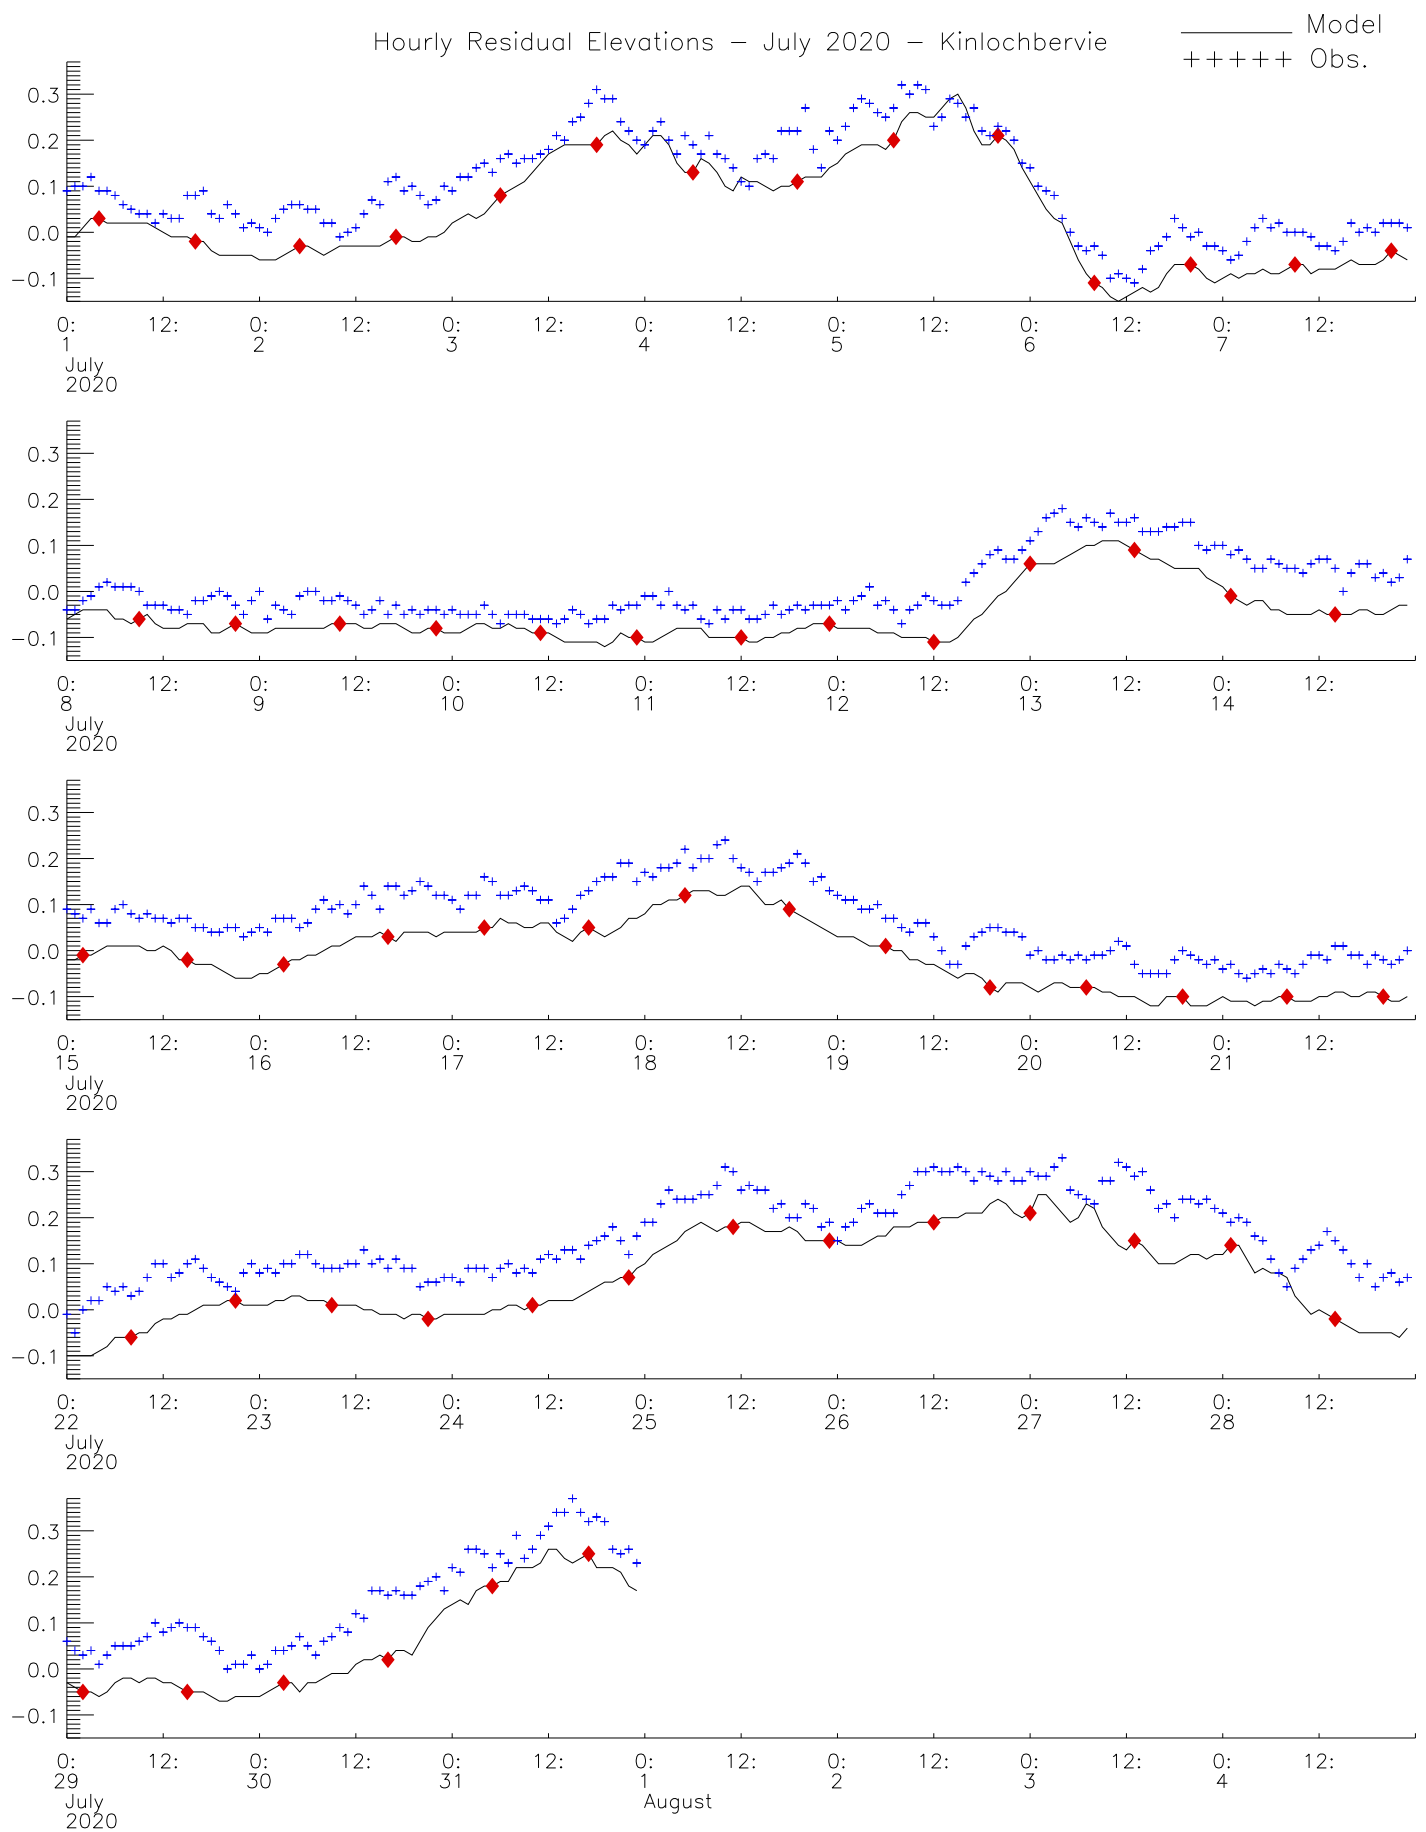 Hourly Residual Elevations − July 2020 − Kinlochbervie
Model
+++++ Obs.
0.3
0.2
0.1
0.0
−0.1
0: 12: 0: 12: 0: 12: 0: 12: 0: 12: 0: 12: 0: 12:
1 2 3 4 5 6 7
July
2020
0.3
0.2
0.1
0.0
−0.1
0: 12: 0: 12: 0: 12: 0: 12: 0: 12: 0: 12: 0: 12:
8 9 10 11 12 13 14
July
2020
0.3
0.2
0.1
0.0
−0.1
0: 12: 0: 12: 0: 12: 0: 12: 0: 12: 0: 12: 0: 12:
15 16 17 18 19 20 21
July
2020
0.3
0.2
0.1
0.0
−0.1
0: 12: 0: 12: 0: 12: 0: 12: 0: 12: 0: 12: 0: 12:
22 23 24 25 26 27 28
July
2020
0.3
0.2
0.1
0.0
−0.1
0: 12: 0: 12: 0: 12: 0: 12: 0: 12: 0: 12: 0: 12:
29 30 31 1 2 3 4
July August
2020